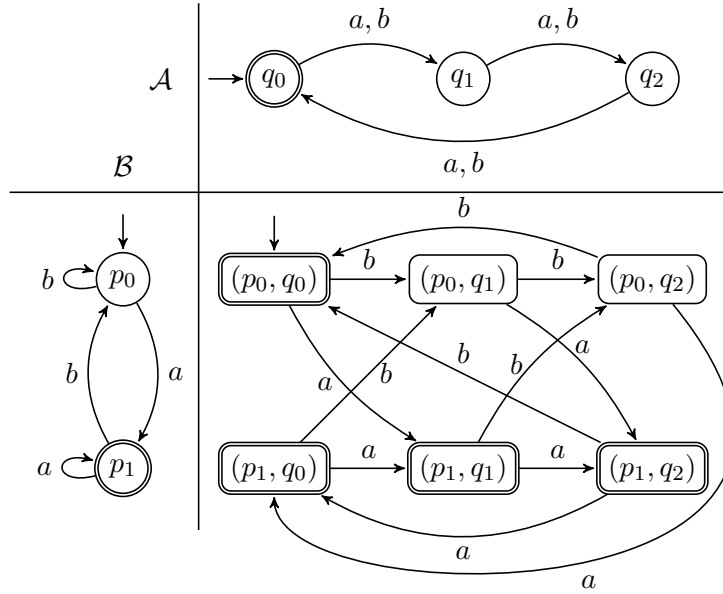 a, b a, b
𝒜 q₀ q₁ q₂
a, b
ℬ
b
b p₀ (p₀, q₀) b (p₀, q₁) b (p₀, q₂)
b a a b b b a
a p₁ (p₁, q₀) a (p₁, q₁) a (p₁, q₂)
a
a